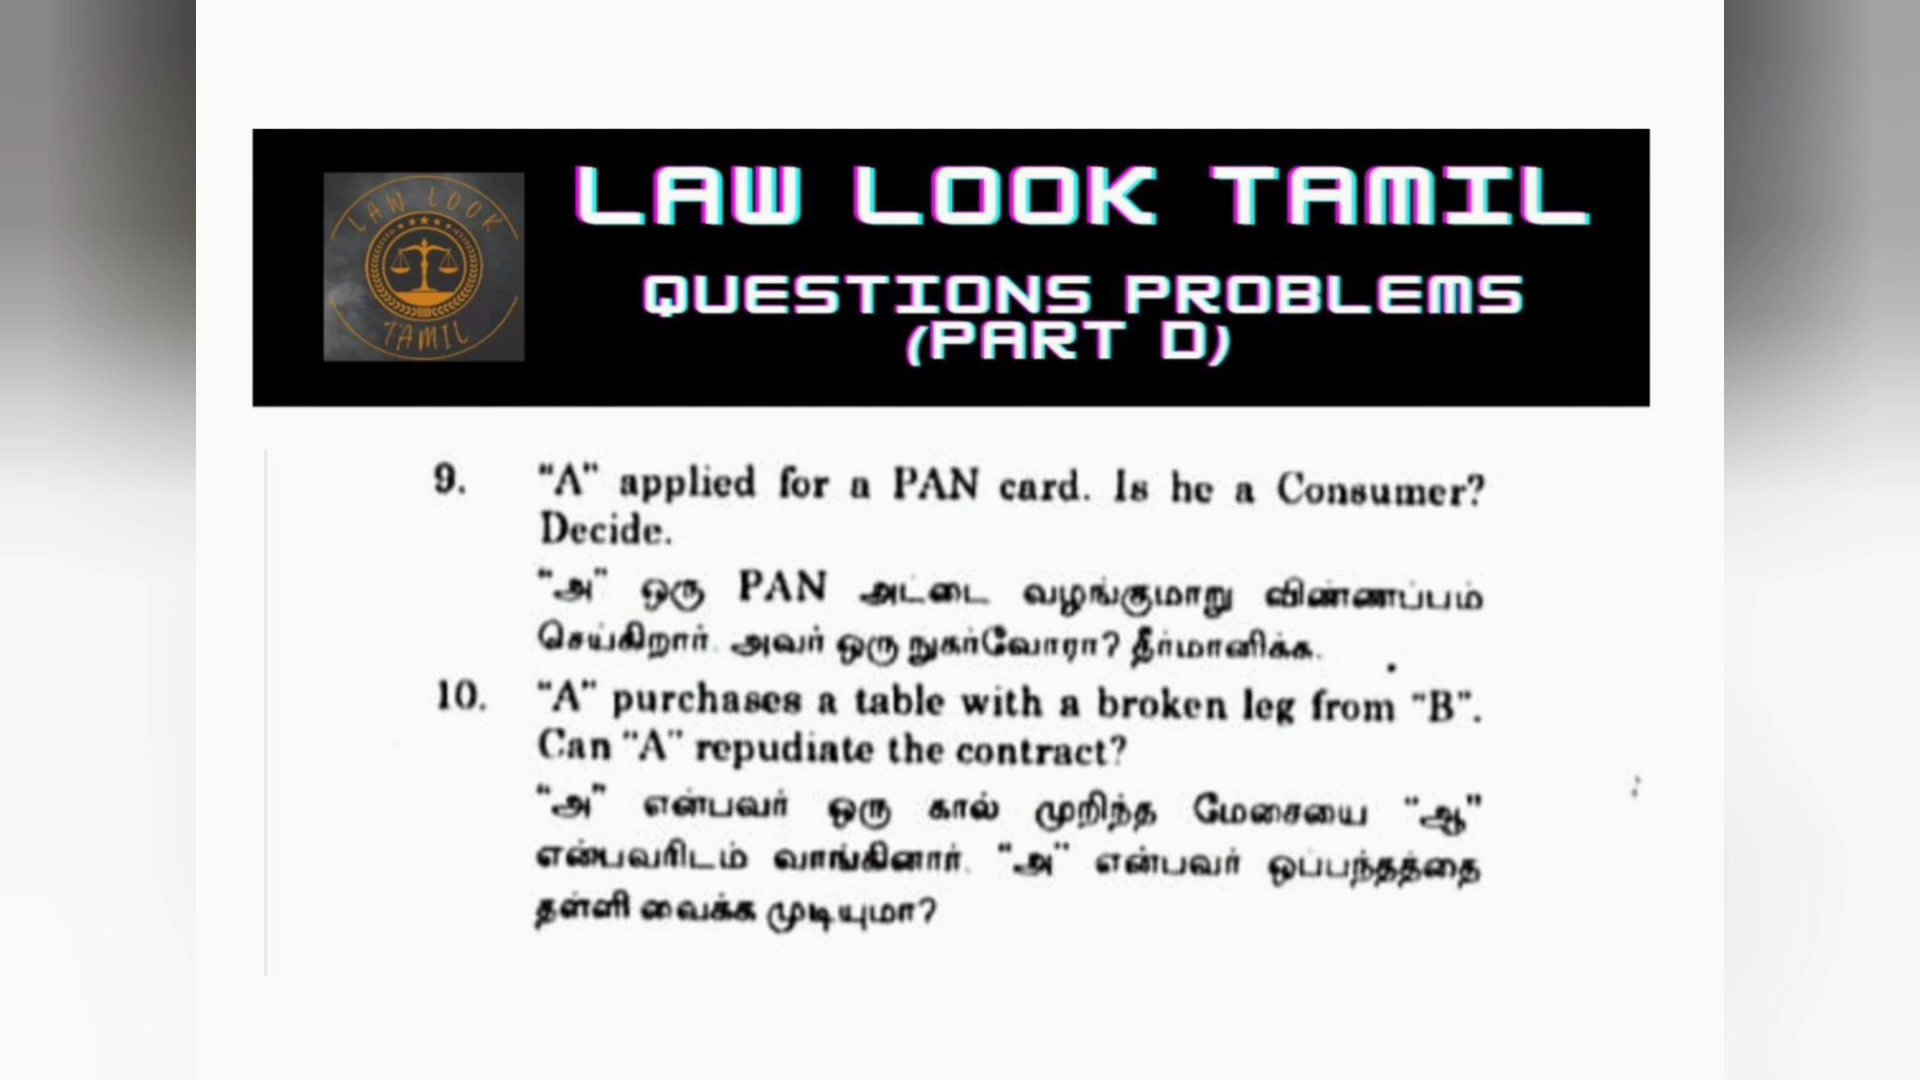 LAW LOOK
TAMIL
LAW LOOK TAMIL
QUESTIONS PROBLEMS
(PART D)
9. "A" applied for a PAN card. Is he a Consumer?
Decide.
"அ" ஒரு PAN அட்டை வழங்குமாறு விண்ணப்பம்
செய்கிறார். அவர் ஒரு நுகர்வோரா? தீர்மானிக்க.
10. "A" purchases a table with a broken leg from "B".
Can "A" repudiate the contract?
"அ" என்பவர் ஒரு கால் முறிந்த மேசையை "ஆ"
என்பவரிடம் வாங்கினார். "அ" என்பவர் ஒப்பந்தத்தை
தள்ளி வைக்க முடியுமா?